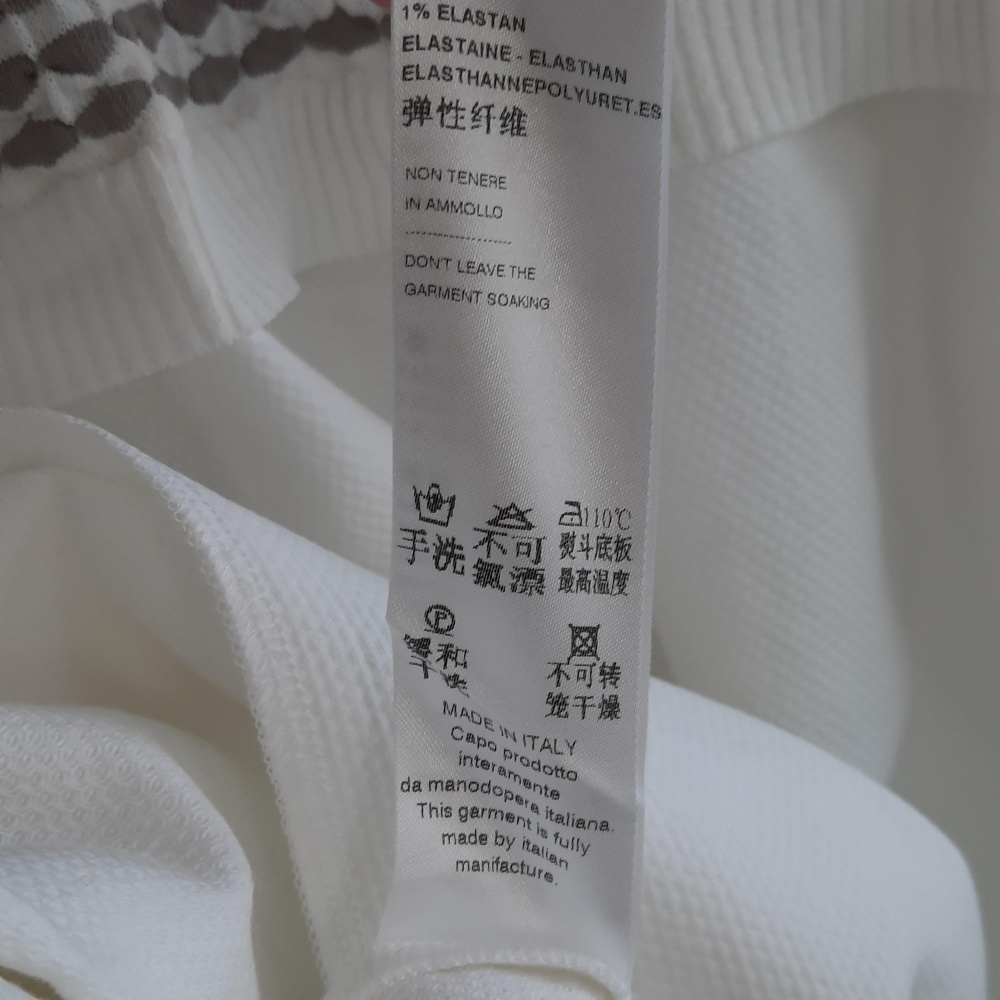 1% ELASTAN
ELASTAINE - ELASTHAN
ELASTHANNEPOLYURET.ES
弹性纤维
NON TENERE
IN AMMOLLO
DON'T LEAVE THE
GARMENT SOAKING
110℃
手洗 不可 熨斗底板
氯漂 最高温度
P
和 不可转
干洗 笼干燥
MADE IN ITALY
Capo prodotto
interamente
da manodopera italiana.
This garment is fully
made by italian
manifacture.